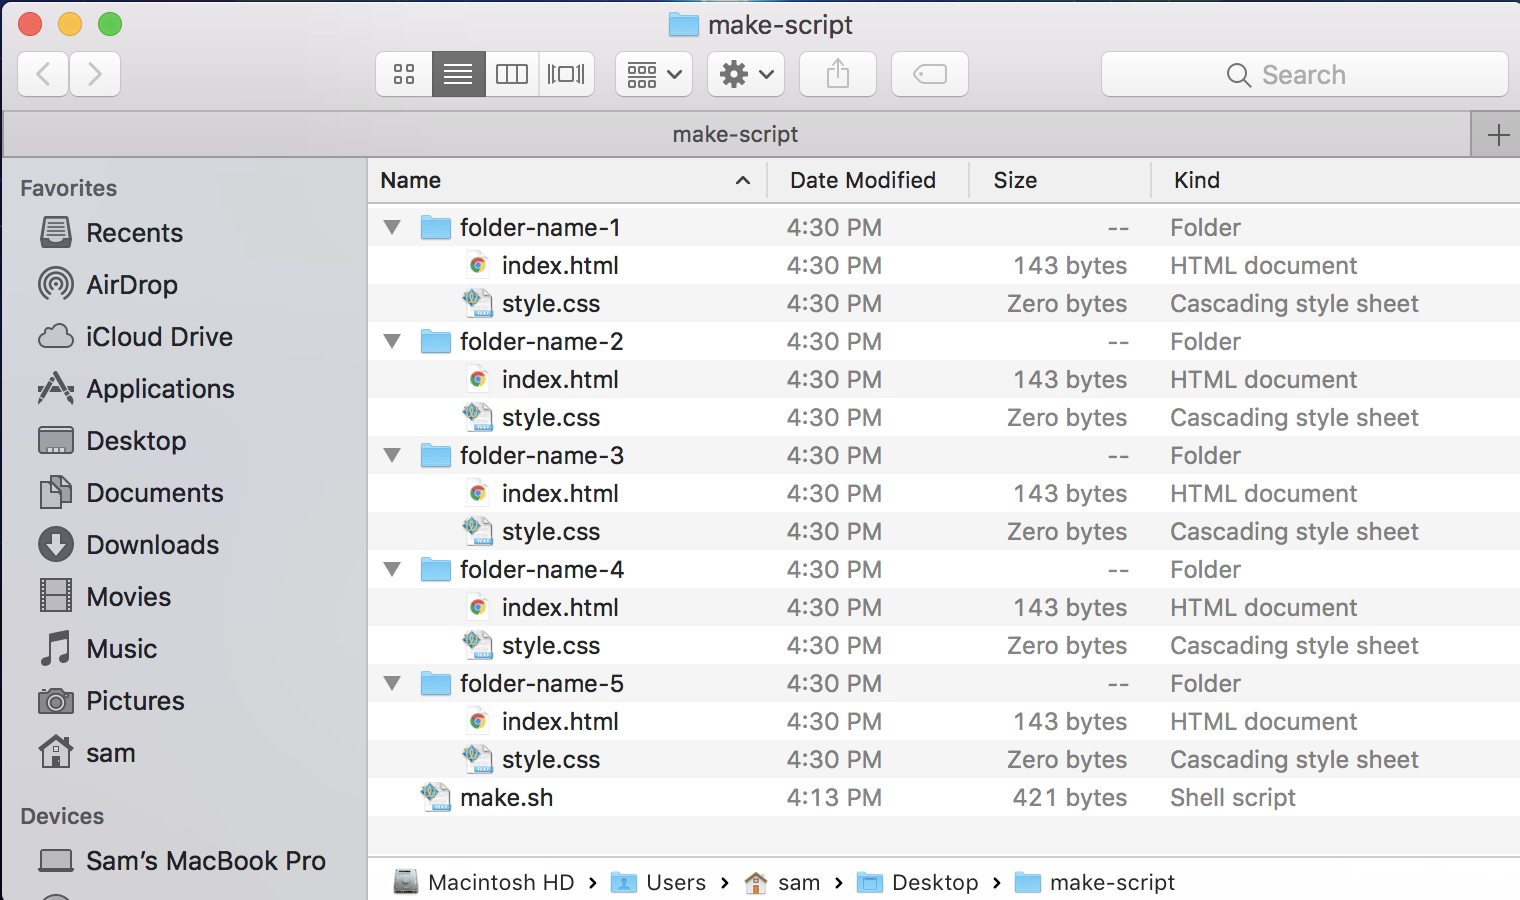 make-script
Search
make-script
Favorites
Recents
AirDrop
iCloud Drive
Applications
Desktop
Documents
Downloads
Movies
Music
Pictures
sam
Devices
Sam’s MacBook Pro
Name Date Modified Size Kind
folder-name-1 4:30 PM -- Folder
index.html 4:30 PM 143 bytes HTML document
style.css 4:30 PM Zero bytes Cascading style sheet
folder-name-2 4:30 PM -- Folder
index.html 4:30 PM 143 bytes HTML document
style.css 4:30 PM Zero bytes Cascading style sheet
folder-name-3 4:30 PM -- Folder
index.html 4:30 PM 143 bytes HTML document
style.css 4:30 PM Zero bytes Cascading style sheet
folder-name-4 4:30 PM -- Folder
index.html 4:30 PM 143 bytes HTML document
style.css 4:30 PM Zero bytes Cascading style sheet
folder-name-5 4:30 PM -- Folder
index.html 4:30 PM 143 bytes HTML document
style.css 4:30 PM Zero bytes Cascading style sheet
make.sh 4:13 PM 421 bytes Shell script
Macintosh HD › Users › sam › Desktop › make-script